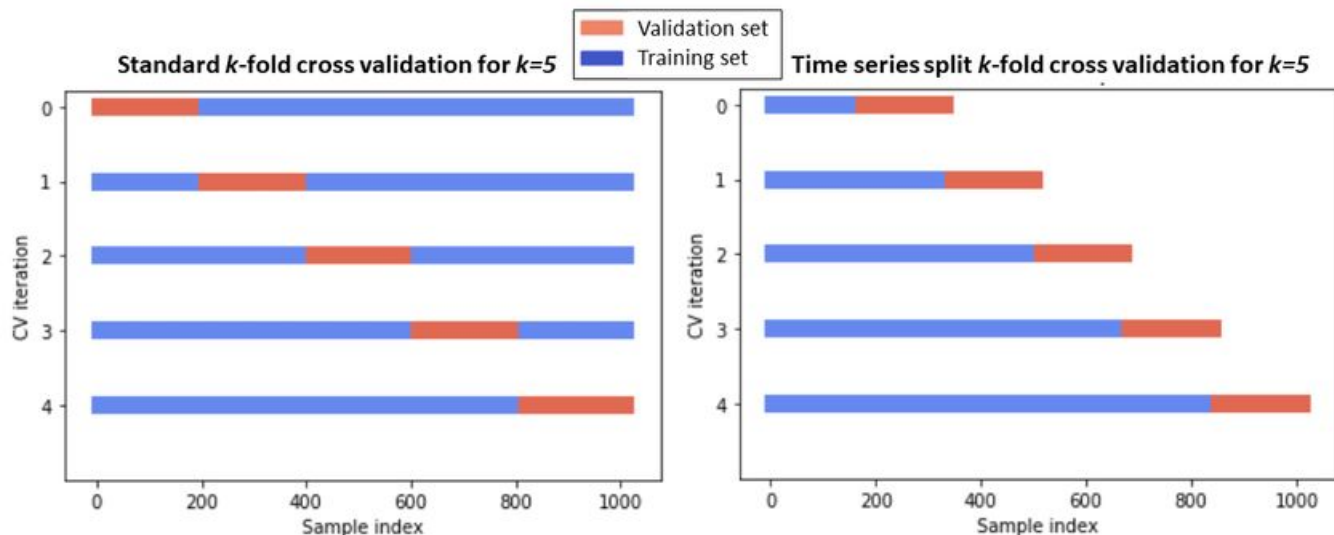 Validation set
Training set
Standard k-fold cross validation for k=5
0
1
2
3
4
CV iteration
0 200 400 600 800 1000
Sample index
Time series split k-fold cross validation for k=5
0
1
2
3
4
CV iteration
0 200 400 600 800 1000
Sample index